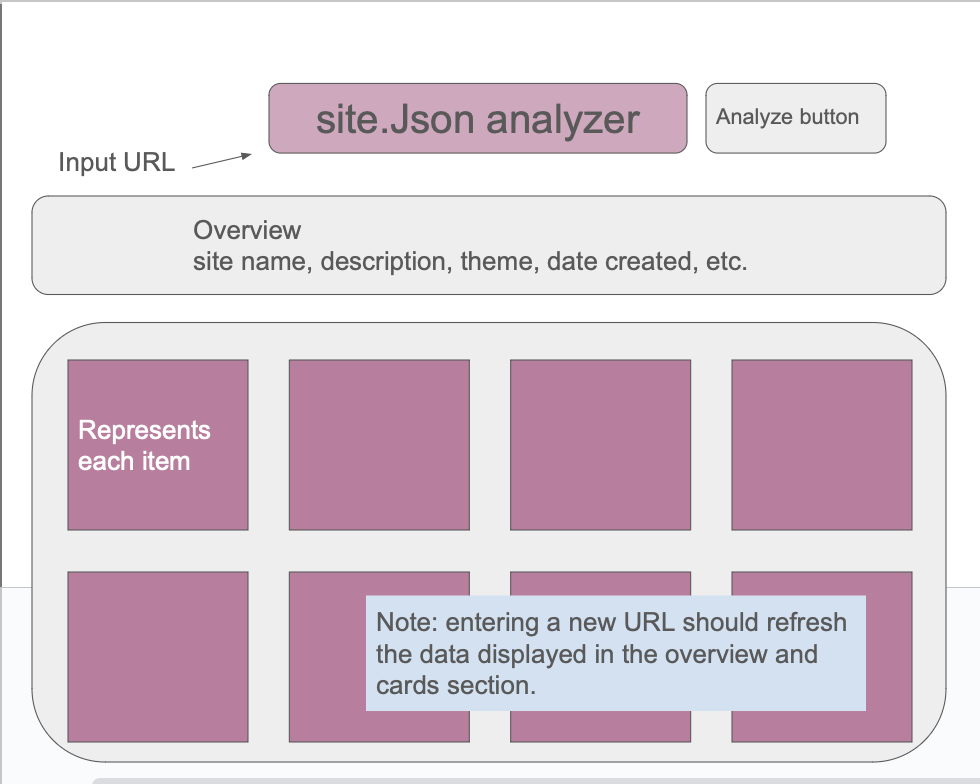 site.Json analyzer
Analyze button
Input URL
Overview
site name, description, theme, date created, etc.
Represents
each item
Note: entering a new URL should refresh
the data displayed in the overview and
cards section.